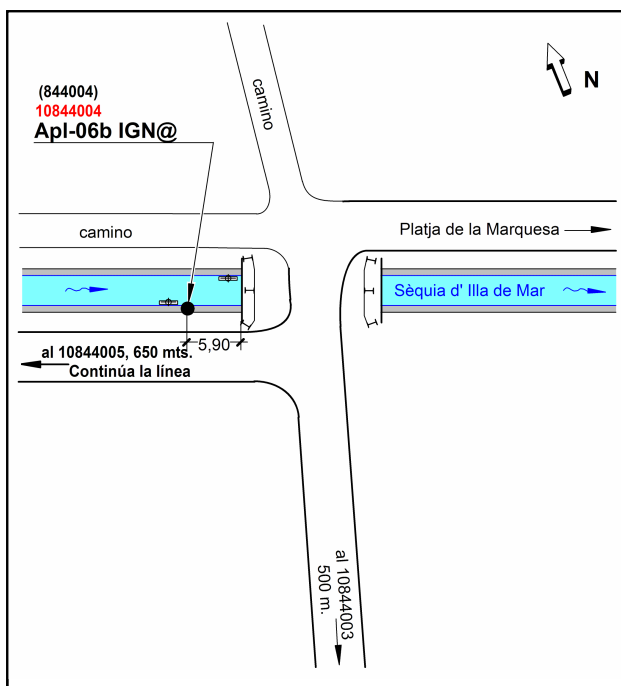 N
(844004)
10844004
Apl-06b IGN@
camino
camino
Platja de la Marquesa
Sèquia d' Illa de Mar
5,90
al 10844005, 650 mts.
Continúa la línea
al 10844003
500 m.